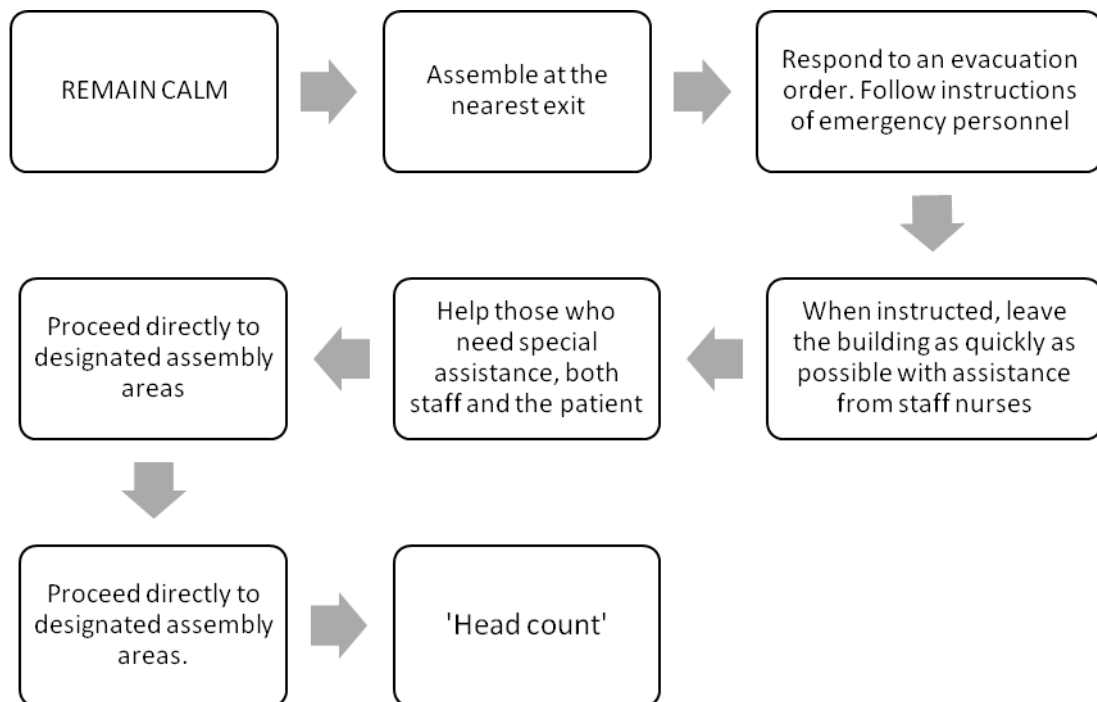 REMAIN CALM
Assemble at the
nearest exit
Respond to an evacuation
order. Follow instructions
of emergency personnel
When instructed, leave
the building as quickly as
possible with assistance
from staff nurses
Help those who
need special
assistance, both
staff and the patient
Proceed directly to
designated assembly
areas
Proceed directly to
designated assembly
areas.
'Head count'